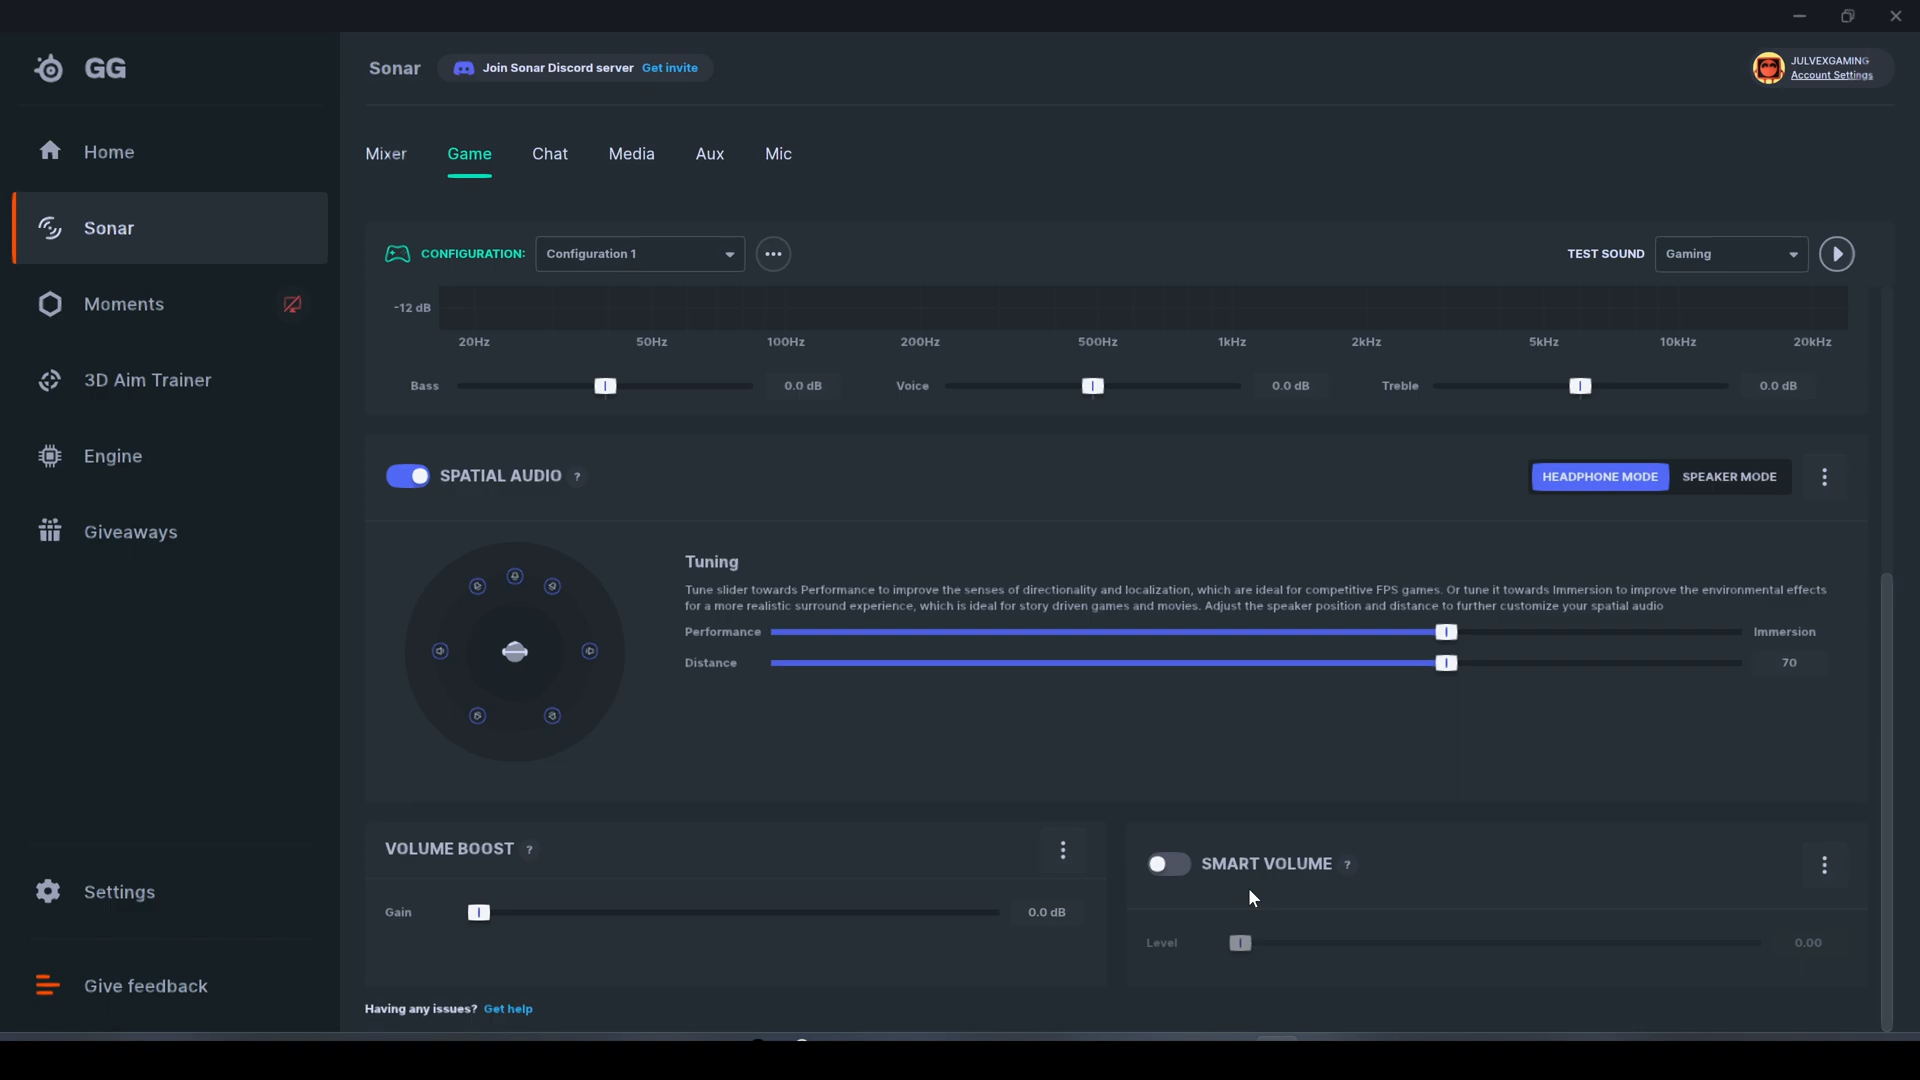 GG
Sonar
Join Sonar Discord server Get invite
JULVEXGAMING
Account Settings
Home
Sonar
Moments
3D Aim Trainer
Engine
Giveaways
Settings
Give feedback
Mixer Game Chat Media Aux Mic
CONFIGURATION: Configuration 1
TEST SOUND Gaming
-12 dB
20Hz 50Hz 100Hz 200Hz 500Hz 1kHz 2kHz 5kHz 10kHz 20kHz
Bass 0.0 dB Voice 0.0 dB Treble 0.0 dB
SPATIAL AUDIO ?
HEADPHONE MODE SPEAKER MODE
Tuning
Tune slider towards Performance to improve the senses of directionality and localization, which are ideal for competitive FPS games. Or tune it towards Immersion to improve the environmental effects
for a more realistic surround experience, which is ideal for story driven games and movies. Adjust the speaker position and distance to further customize your spatial audio
Performance Immersion
Distance 70
VOLUME BOOST ?
Gain 0.0 dB
SMART VOLUME ?
Level 0.00
Having any issues? Get help